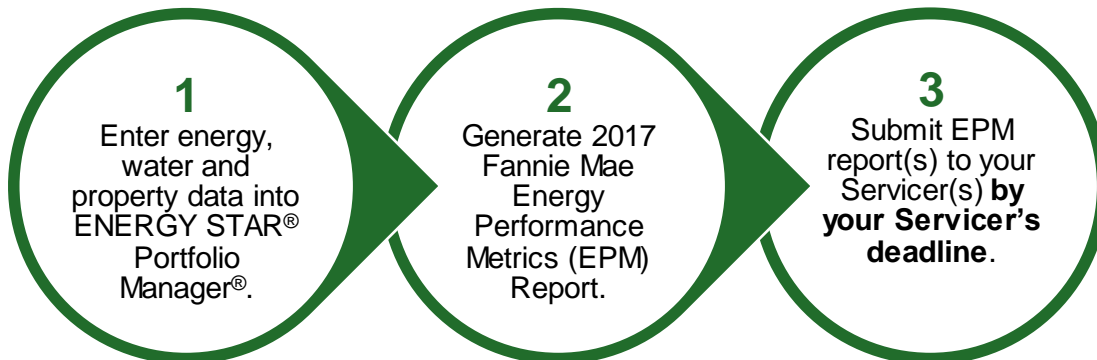 1
Enter energy,
water and
property data into
ENERGY STAR®
Portfolio
Manager®.
2
Generate 2017
Fannie Mae
Energy
Performance
Metrics (EPM)
Report.
3
Submit EPM
report(s) to your
Servicer(s) by
your Servicer’s
deadline.